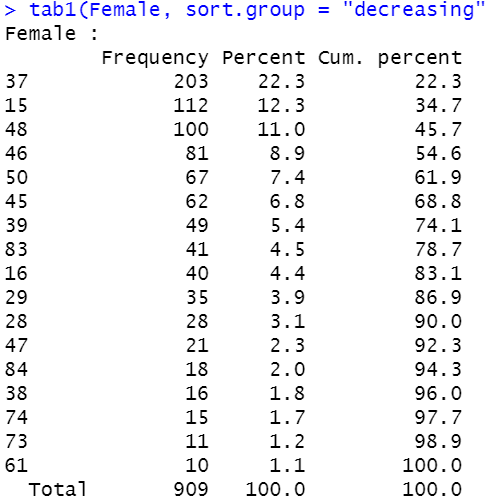 > tab1(Female, sort.group = "decreasing"
Female :
Frequency Percent Cum. percent
37 203 22.3 22.3
15 112 12.3 34.7
48 100 11.0 45.7
46 81 8.9 54.6
50 67 7.4 61.9
45 62 6.8 68.8
39 49 5.4 74.1
83 41 4.5 78.7
16 40 4.4 83.1
29 35 3.9 86.9
28 28 3.1 90.0
47 21 2.3 92.3
84 18 2.0 94.3
38 16 1.8 96.0
74 15 1.7 97.7
73 11 1.2 98.9
61 10 1.1 100.0
Total 909 100.0 100.0